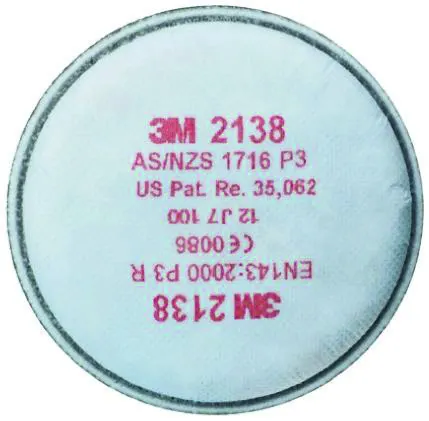 3M 2138
AS/NZS 1716 P3
US Pat. Re. 35,062
12 J7 100
CE 0086
EN143:2000 P3 R
3M 2138